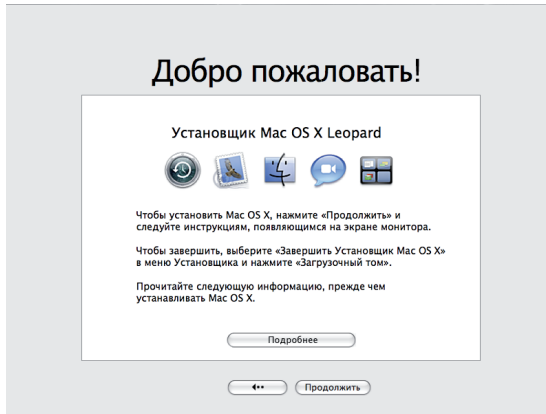 Добро пожаловать!
Установщик Mac OS X Leopard
Чтобы установить Mac OS X, нажмите «Продолжить» и
следуйте инструкциям, появляющимся на экране монитора.
Чтобы завершить, выберите «Завершить Установщик Mac OS X»
в меню Установщика и нажмите «Загрузочный том».
Прочитайте следующую информацию, прежде чем
устанавливать Mac OS X.
Подробнее
Продолжить